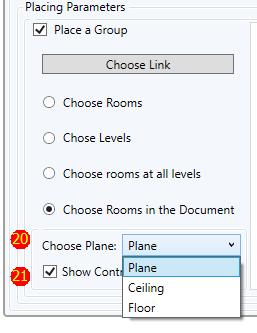 Placing Parameters
Place a Group
Choose Link
Choose Rooms
Chose Levels
Choose rooms at all levels
Choose Rooms in the Document
20 Choose Plane: Plane
Plane
21 Show Contr
Ceiling
Floor